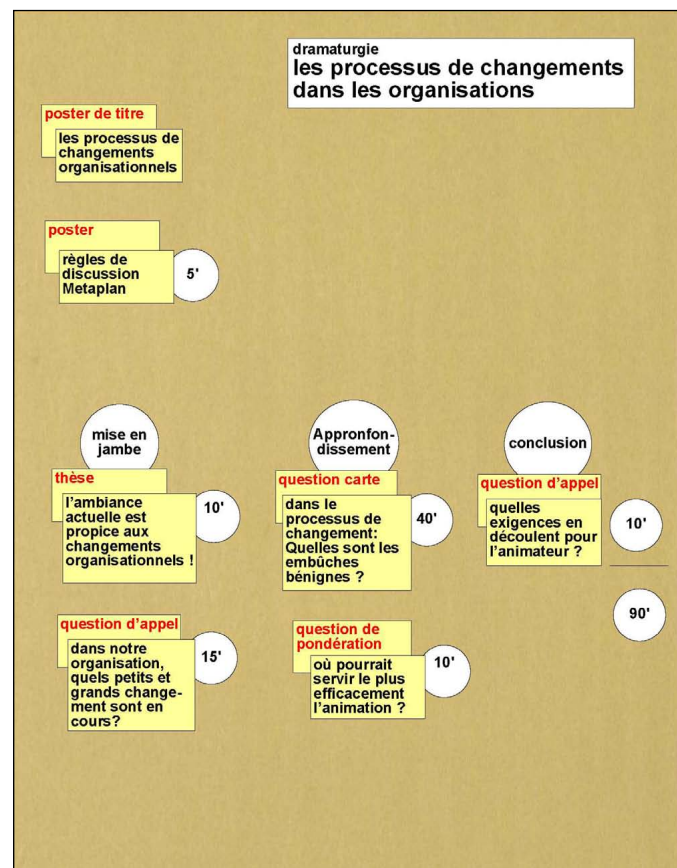 dramaturgie
les processus de changements
dans les organisations
poster de titre
les processus de
changements
organisationnels
poster
règles de
discussion
Metaplan
5'
mise en
jambe
thèse
l'ambiance
actuelle est
propice aux
changements
organisationnels !
10'
question d'appel
dans notre
organisation,
quels petits et
grands change-
ment sont en
cours?
15'
Appronfon-
dissement
question carte
dans le
processus de
changement:
Quelles sont les
embûches
bénignes ?
40'
question de
pondération
où pourrait
servir le plus
efficacement
l'animation ?
10'
conclusion
question d'appel
quelles
exigences en
découlent pour
l'animateur ?
10'
90'